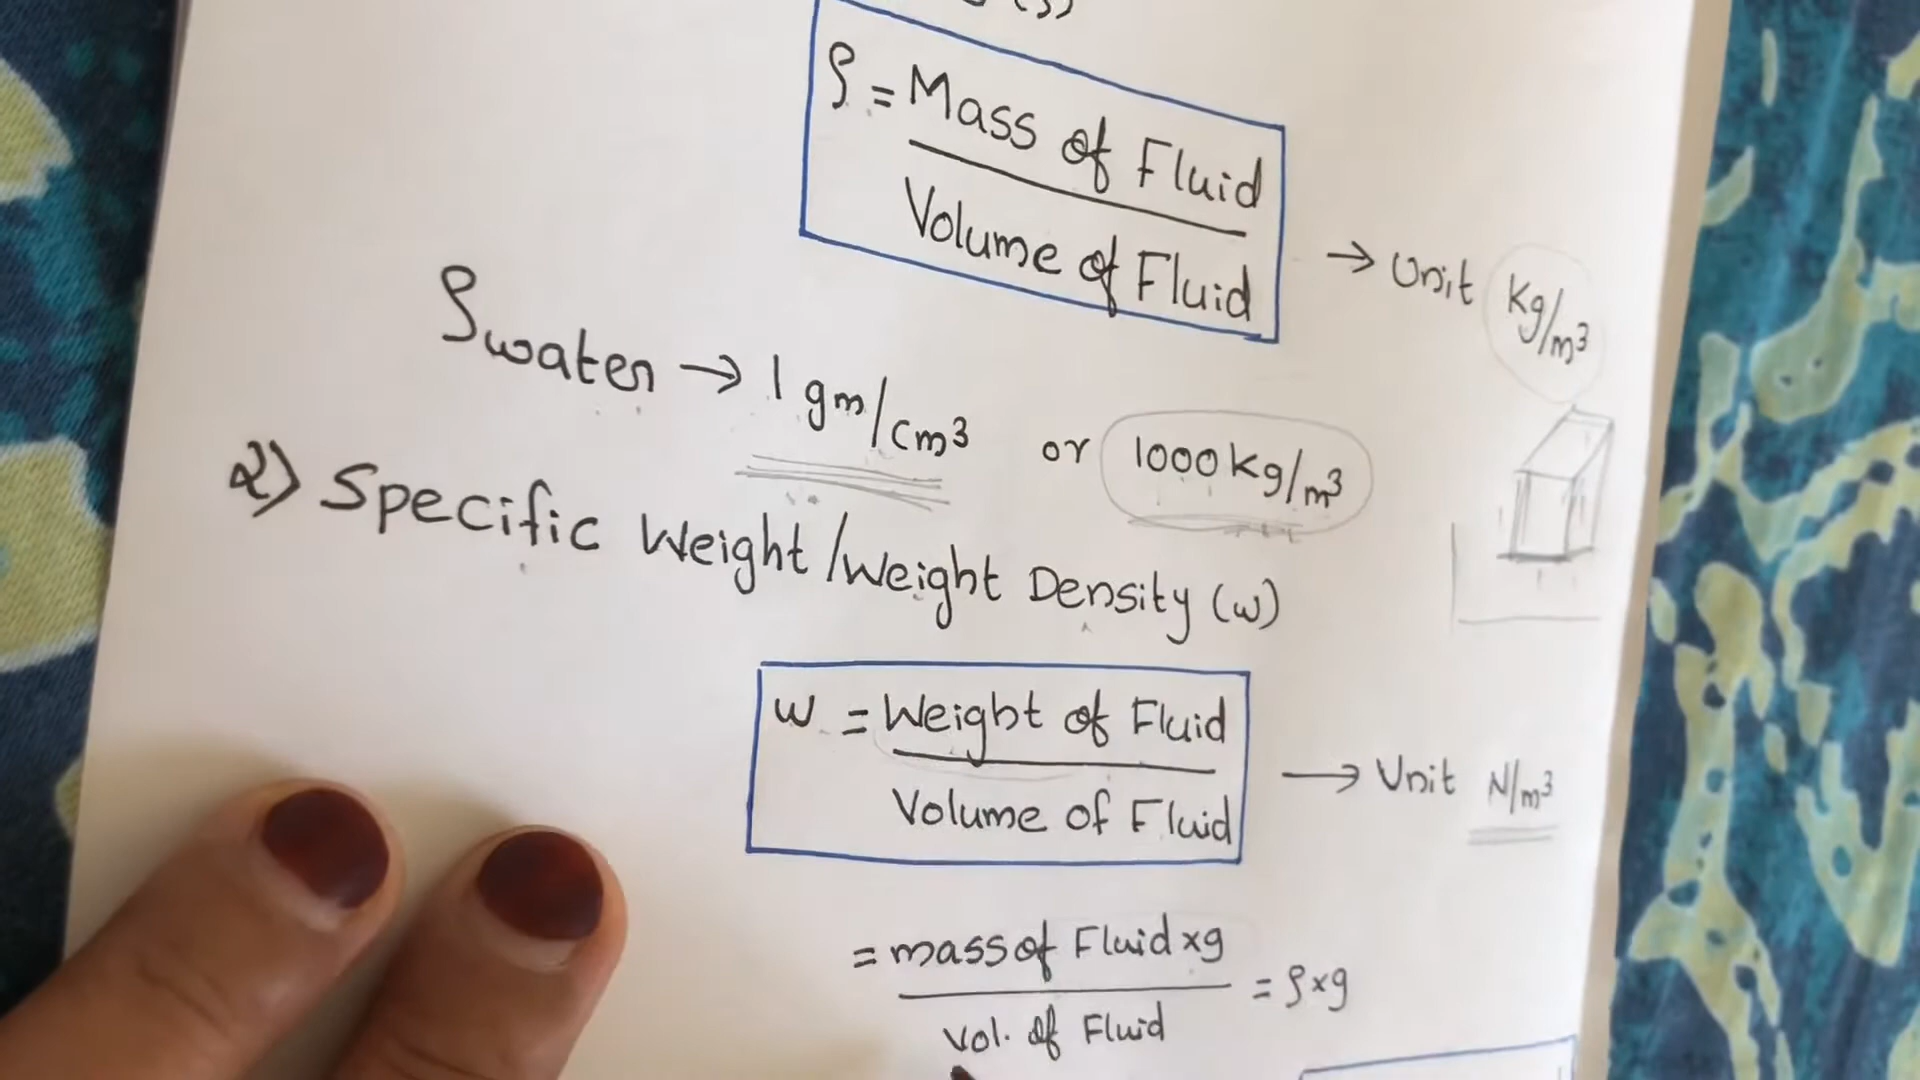 ρ = Mass of Fluid
Volume of Fluid
→ Unit Kg/m³
ρwater → 1 gm/cm³ or 1000 Kg/m³
2) Specific Weight/Weight Density (w)
w = Weight of Fluid
Volume of Fluid
→ Unit N/m³
= mass of Fluid × g
vol. of Fluid
= ρ × g